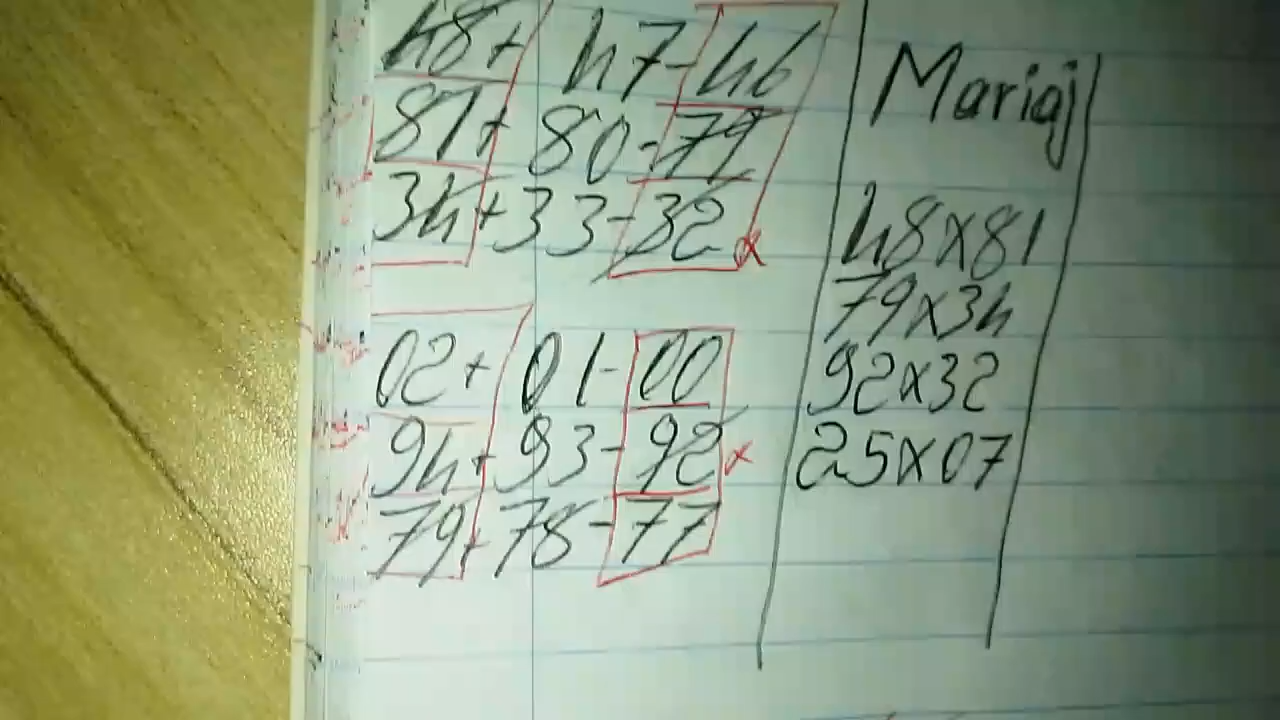 48+ 47-46
81+ 80-79
34+33-32 x
02+ 01-00
94+93-92 x
79+78-77
Mariaj
48x81
79x34
92x32
25x07